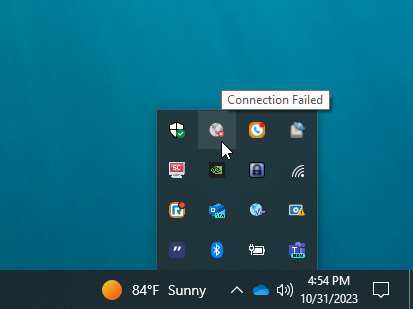 Connection Failed
SC
84°F Sunny
4:54 PM
10/31/2023